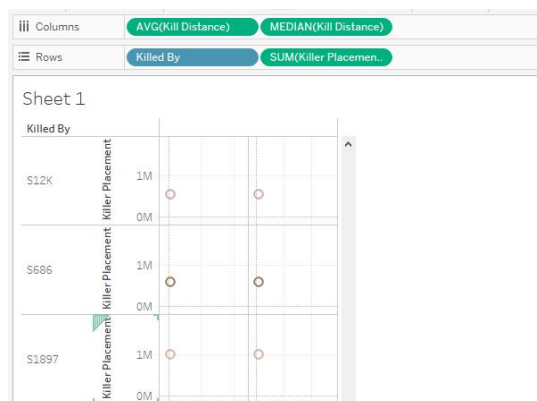 Columns AVG(Kill Distance) MEDIAN(Kill Distance)
Rows Killed By SUM(Killer Placemen..
Sheet 1
Killed By
S12K Killer Placement 1M
0M
S686 Killer Placement 1M
0M
S1897 Killer Placement 1M
0M